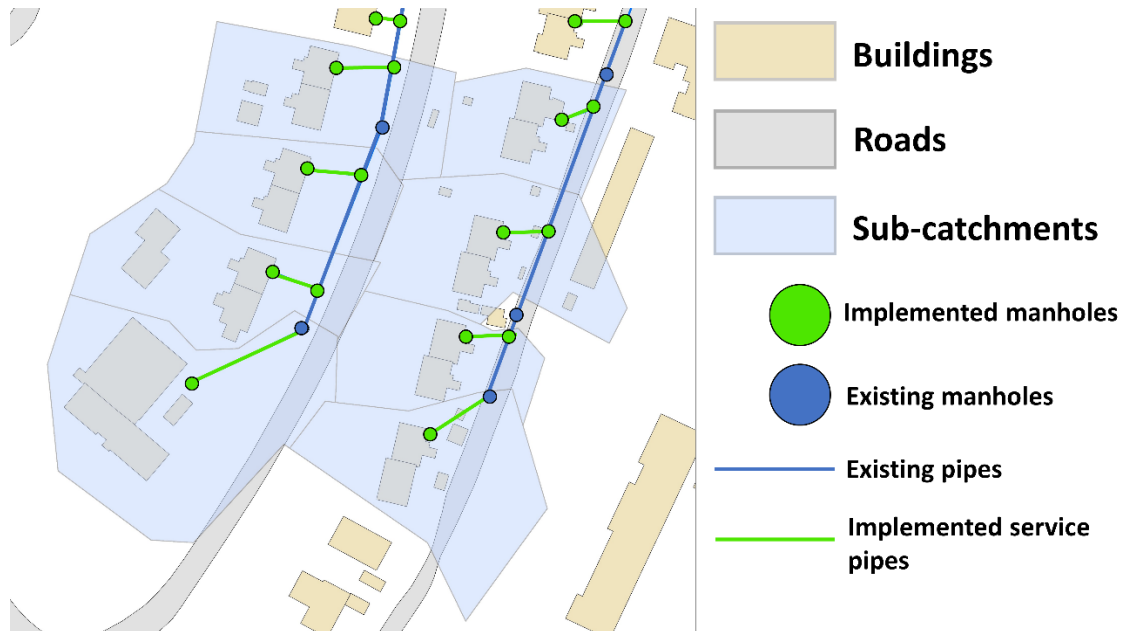 Buildings
Roads
Sub-catchments
Implemented manholes
Existing manholes
Existing pipes
Implemented service
pipes